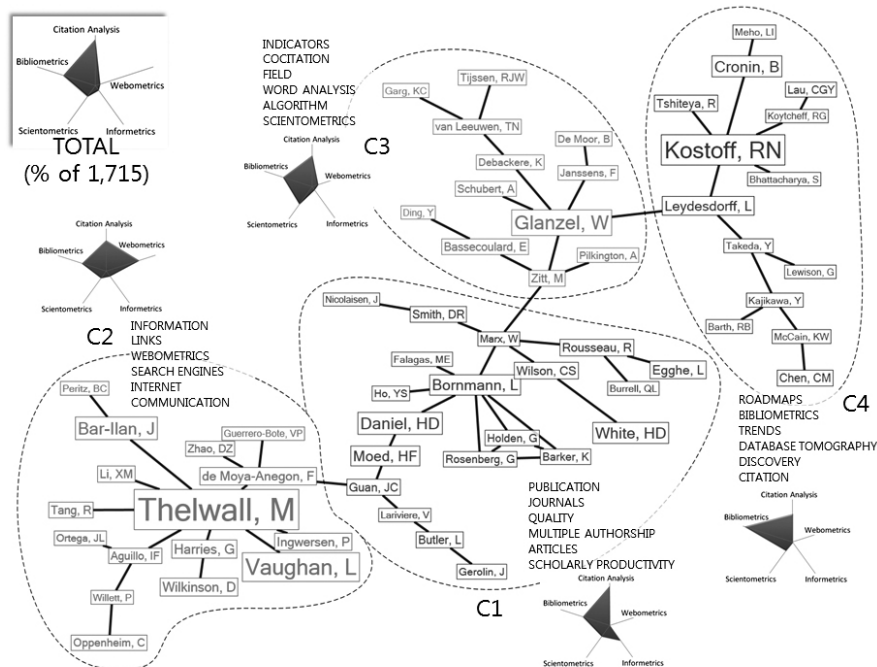 Citation Analysis
Bibliometrics
Webometrics
Scientometrics
Informetrics
TOTAL
(% of 1,715)
INDICATORS
COCITATION
FIELD
WORD ANALYSIS
ALGORITHM
SCIENTOMETRICS
C3
Citation Analysis
Bibliometrics
Webometrics
Scientometrics
Informetrics
Garg, KC
Tijssen, RJW
van Leeuwen, TN
De Moor, B
Debackere, K
Janssens, F
Schubert, A
Glanzel, W
Ding, Y
Bassecoulard, E
Pilkington, A
Zitt, M
Meho, LI
Cronin, B
Lau, CGY
Tshiteya, R
Koytcheff, RG
Kostoff, RN
Bhattacharya, S
Leydesdorff, L
Takeda, Y
Lewison, G
Kajikawa, Y
Barth, RB
McCain, KW
Chen, CM
C4
ROADMAPS
BIBLIOMETRICS
TRENDS
DATABASE TOMOGRAPHY
DISCOVERY
CITATION
Citation Analysis
Bibliometrics
Webometrics
Scientometrics
Informetrics
Citation Analysis
Bibliometrics
Webometrics
Scientometrics
Informetrics
C2
INFORMATION
LINKS
WEBOMETRICS
SEARCH ENGINES
INTERNET
COMMUNICATION
Peritz, BC
Bar-Ilan, J
Guerrero-Bote, VP
Zhao, DZ
Li, XM
de Moya-Anegon, F
Tang, R
Thelwall, M
Ortega, JL
Aguillo, IF
Harries, G
Ingwersen, P
Vaughan, L
Willett, P
Wilkinson, D
Oppenheim, C
Nicolaisen, J
Smith, DR
Marx, W
Rousseau, R
Falagas, ME
Wilson, CS
Egghe, L
Ho, YS
Bornmann, L
Burrell, QL
Daniel, HD
White, HD
Holden, G
Moed, HF
Rosenberg, G
Barker, K
Guan, JC
Lariviere, V
Butler, L
Gerolin, J
C1
PUBLICATION
JOURNALS
QUALITY
MULTIPLE AUTHORSHIP
ARTICLES
SCHOLARLY PRODUCTIVITY
Citation Analysis
Bibliometrics
Webometrics
Scientometrics
Informetrics